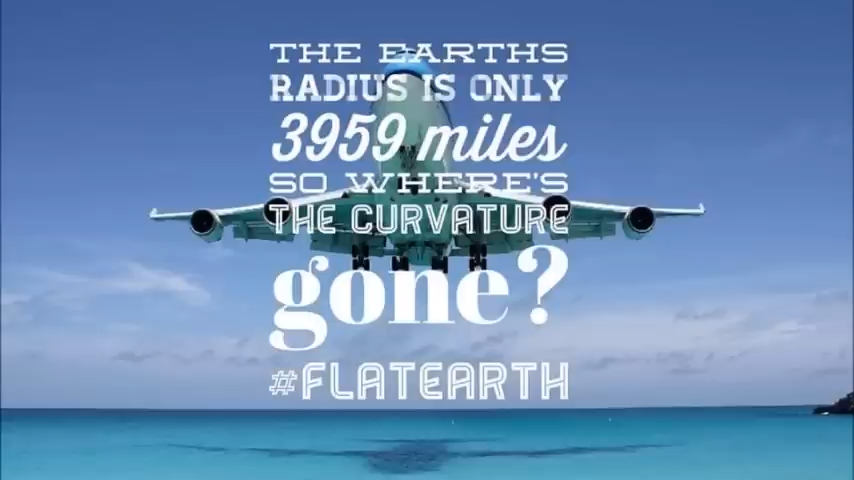 THE EARTHS
RADIUS IS ONLY
3959 miles
SO WHERE'S
THE CURVATURE
gone?
#FLATEARTH